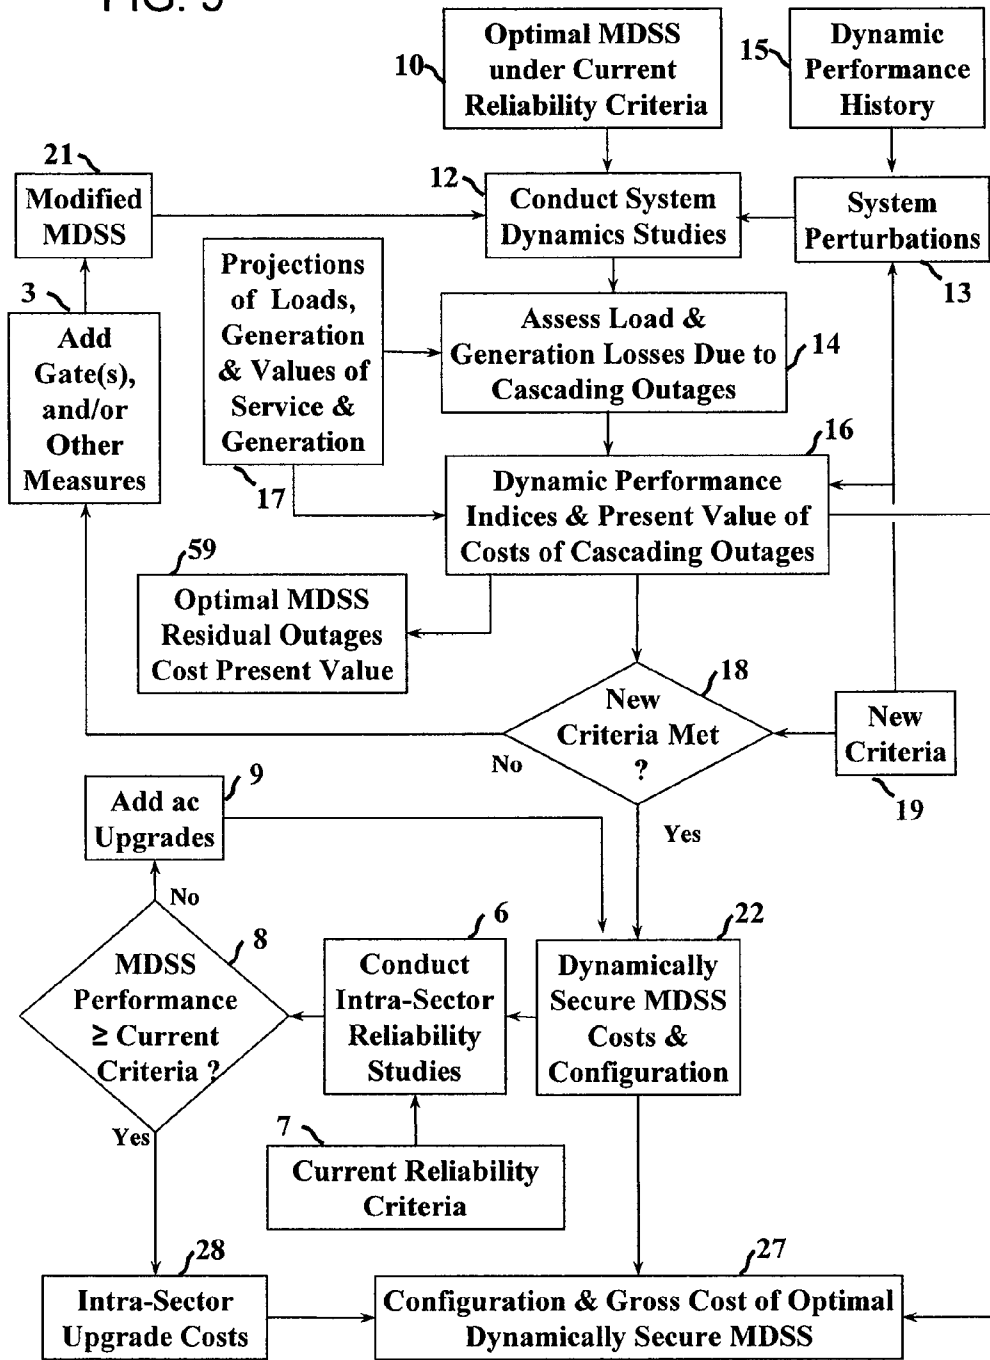 FIG. 9
Optimal MDSS
under Current
Reliability Criteria
10
15
Dynamic
Performance
History
21
Modified
MDSS
12
Conduct System
Dynamics Studies
System
Perturbations
13
3
Add
Gate(s),
and/or
Other
Measures
Projections
of Loads,
Generation
& Values of
Service &
Generation
17
Assess Load &
Generation Losses Due to
Cascading Outages
14
16
Dynamic Performance
Indices & Present Value of
Costs of Cascading Outages
59
Optimal MDSS
Residual Outages
Cost Present Value
18
New
Criteria Met
?
No
Yes
New
Criteria
19
9
Add ac
Upgrades
No
8
MDSS
Performance
≥ Current
Criteria ?
Yes
6
Conduct
Intra-Sector
Reliability
Studies
22
Dynamically
Secure MDSS
Costs &
Configuration
7
Current Reliability
Criteria
28
Intra-Sector
Upgrade Costs
27
Configuration & Gross Cost of Optimal
Dynamically Secure MDSS